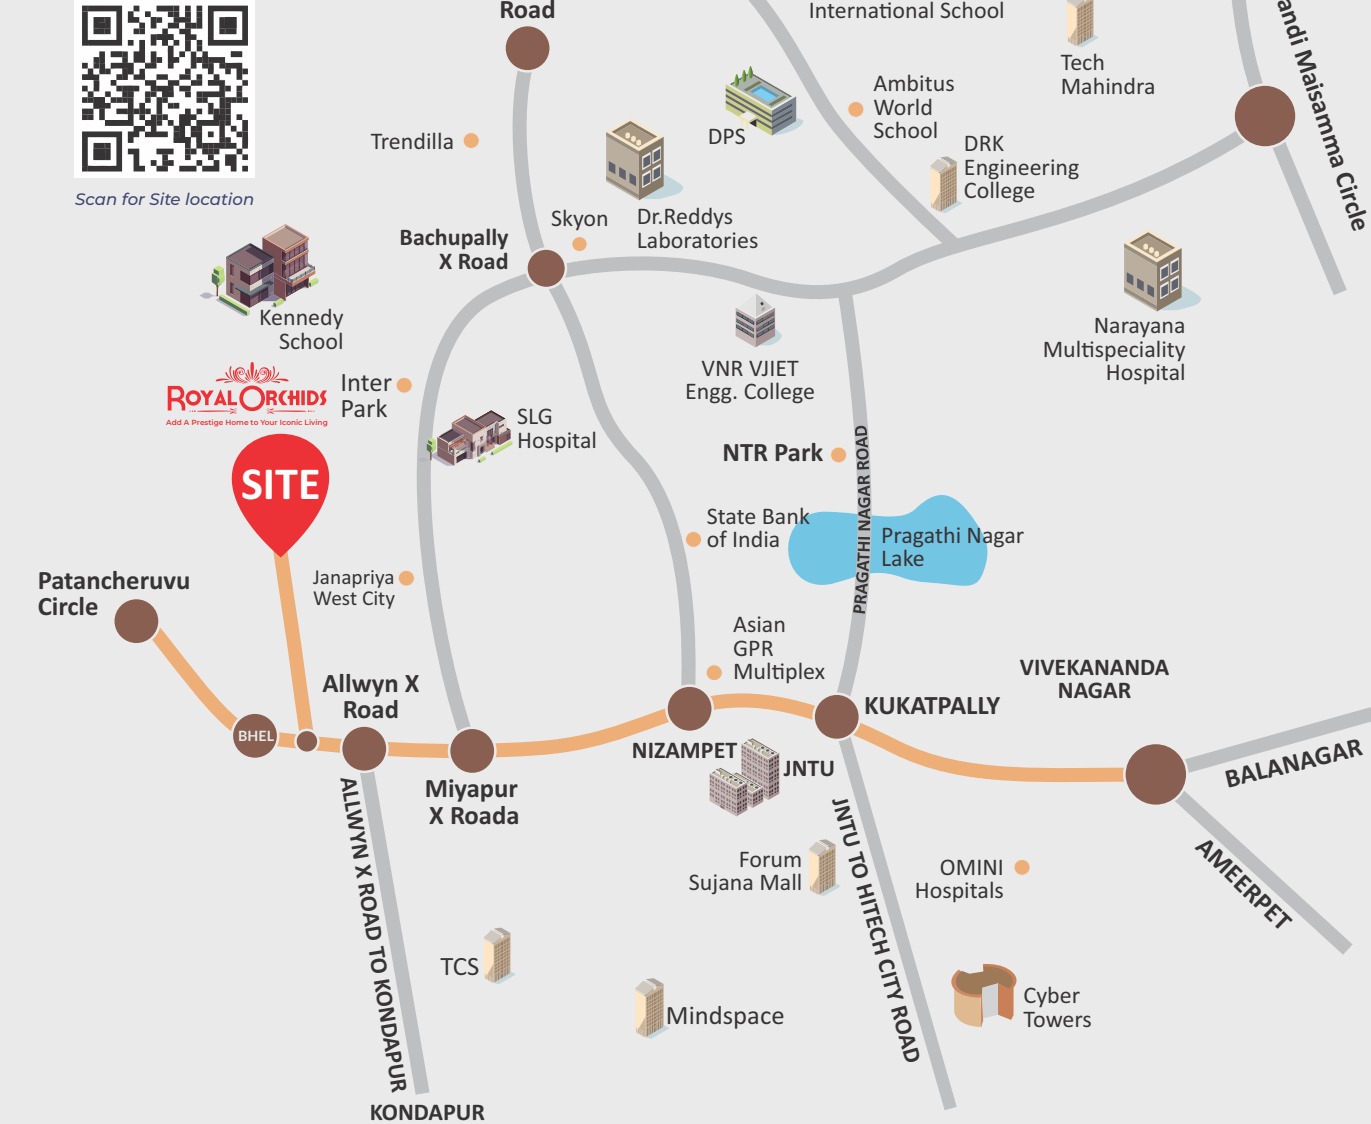 Road
International School
Tech
Mahindra
andi Maisamma Circle
Ambitus
World
School
DPS
Trendilla
DRK
Engineering
College
Scan for Site location
Skyon
Dr.Reddys
Laboratories
Bachupally
X Road
Kennedy
School
Narayana
Multispeciality
Hospital
VNR VJIET
Engg. College
ROYAL ORCHIDS
Add A Prestige Home to Your Iconic Living
Inter
Park
SLG
Hospital
NTR Park
PRAGATHI NAGAR ROAD
SITE
State Bank
of India
Pragathi Nagar
Lake
Janapriya
West City
Patancheruvu
Circle
Asian
GPR
Multiplex
VIVEKANANDA
NAGAR
Allwyn X
Road
KUKATPALLY
BHEL
NIZAMPET
JNTU
BALANAGAR
Miyapur
X Roada
ALLWYN X ROAD TO KONDAPUR
JNTU TO HITECH CITY ROAD
Forum
Sujana Mall
OMINI
Hospitals
AMEERPET
TCS
Mindspace
Cyber
Towers
KONDAPUR